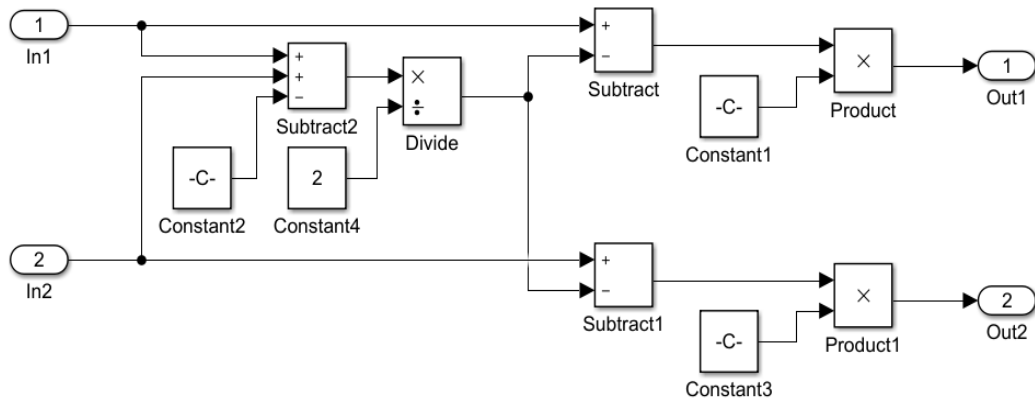 1
In1
+
+
−
Subtract2
×
÷
Divide
+
−
Subtract
-C-
Constant1
×
Product
1
Out1
-C-
Constant2
2
Constant4
2
In2
+
−
Subtract1
-C-
Constant3
×
Product1
2
Out2